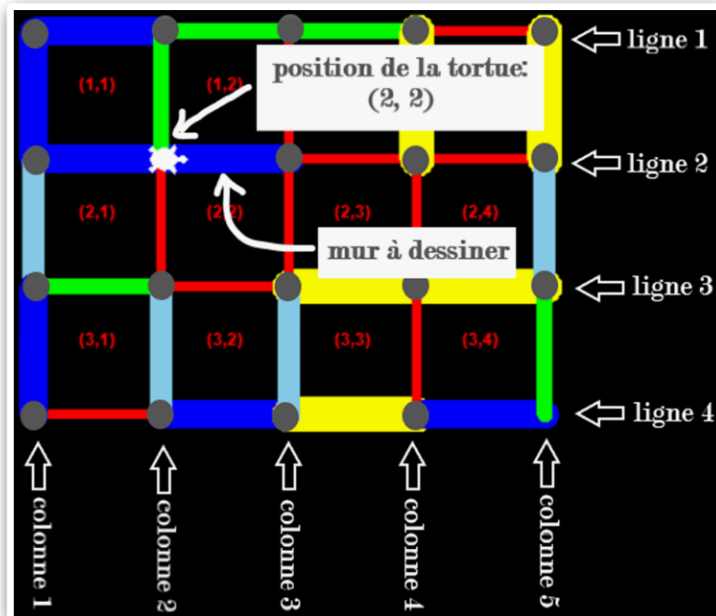 ligne 1
position de la tortue:
(2, 2)
(1,1)
(1,2)
ligne 2
(2,1)
(2,3)
(2,4)
mur à dessiner
ligne 3
(3,1)
(3,2)
(3,3)
(3,4)
ligne 4
colonne 1
colonne 2
colonne 3
colonne 4
colonne 5